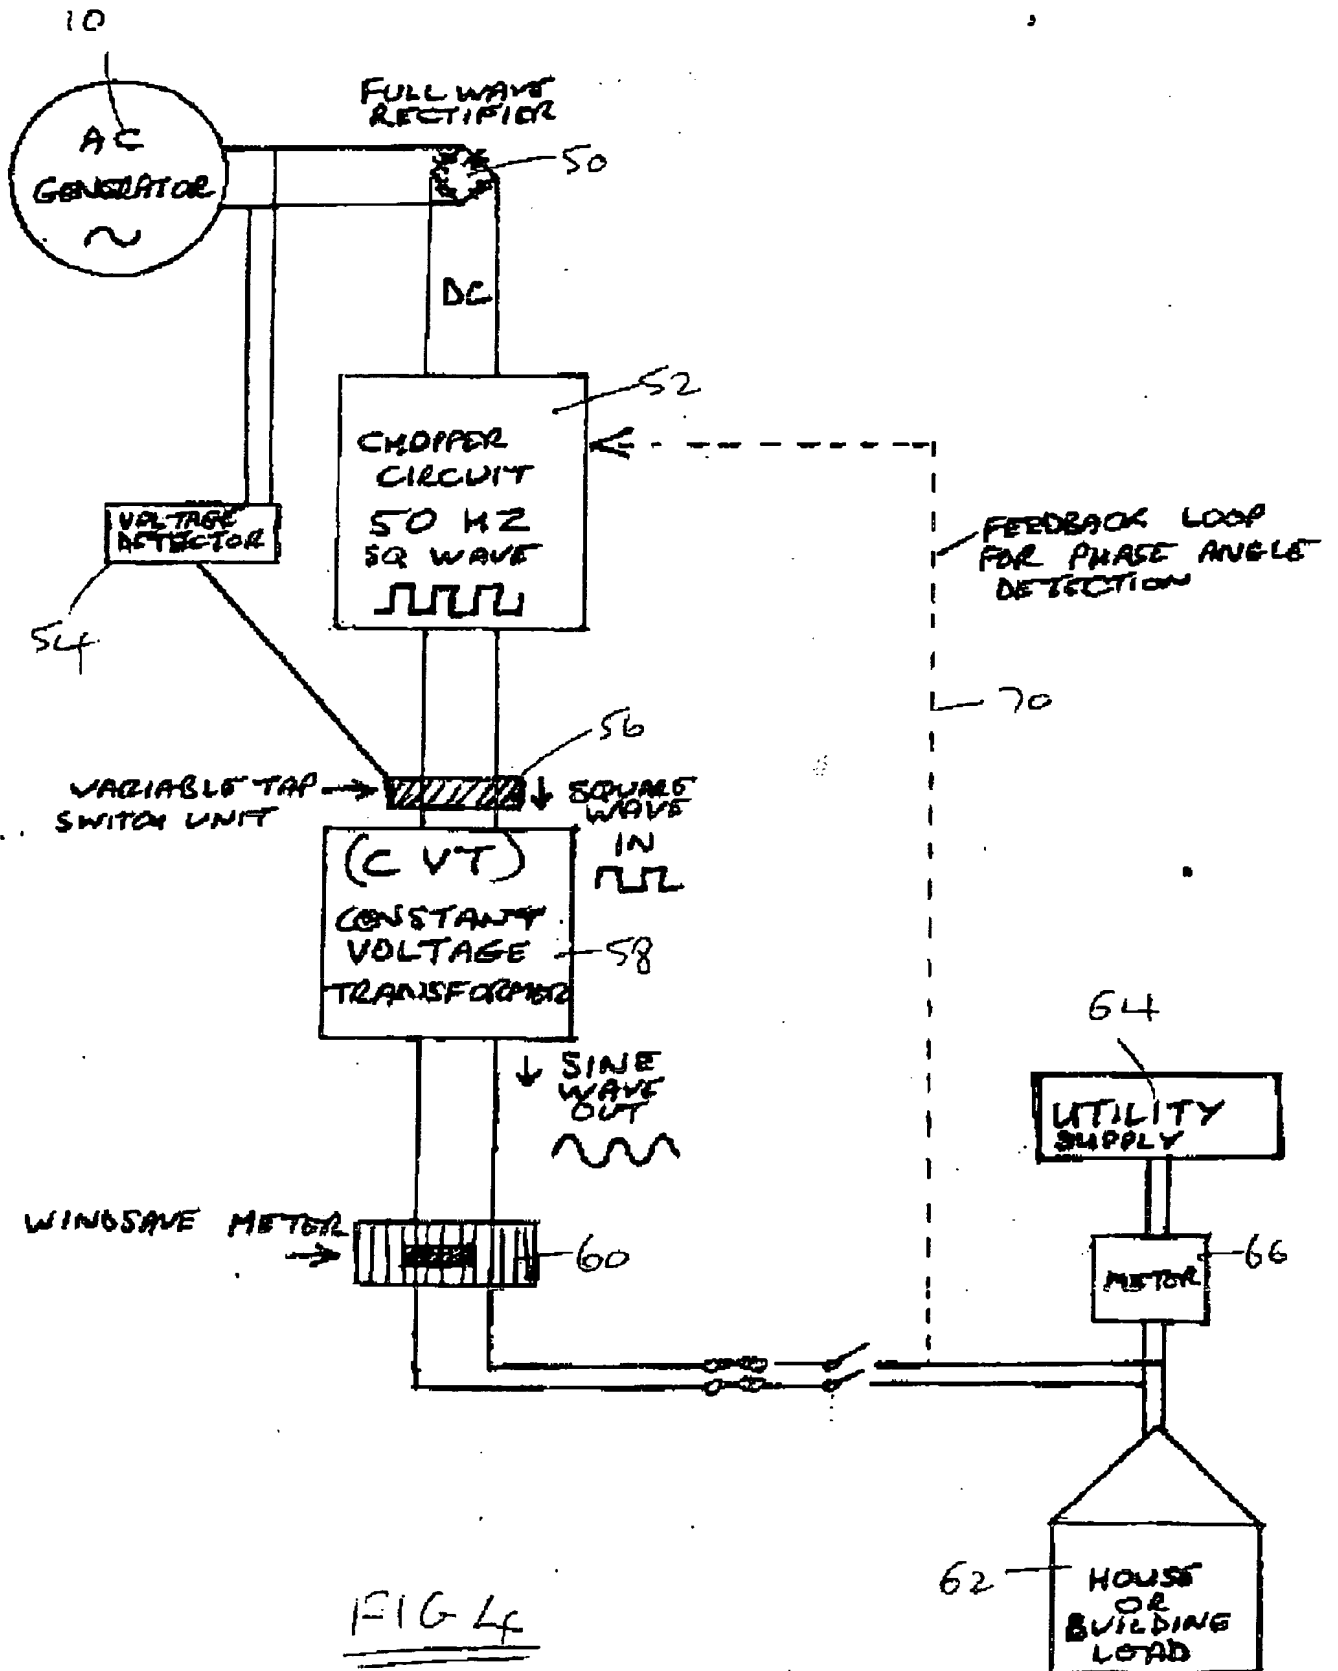 10
AC
GENERATOR
FULL WAVE
RECTIFIER
50
DC
52
CHOPPER
CIRCUIT
50 HZ
SQ WAVE
VOLTAGE
DETECTOR
54
FEEDBACK LOOP
FOR PHASE ANGLE
DETECTION
70
56
VARIABLE TAP
SWITCH UNIT
SQUARE
WAVE
IN
(CVT)
CONSTANT
VOLTAGE
TRANSFORMER
58
SINE
WAVE
OUT
64
UTILITY
SUPPLY
WINDSAVE METER
60
METER
66
62
HOUSE
OR
BUILDING
LOAD
FIG 4